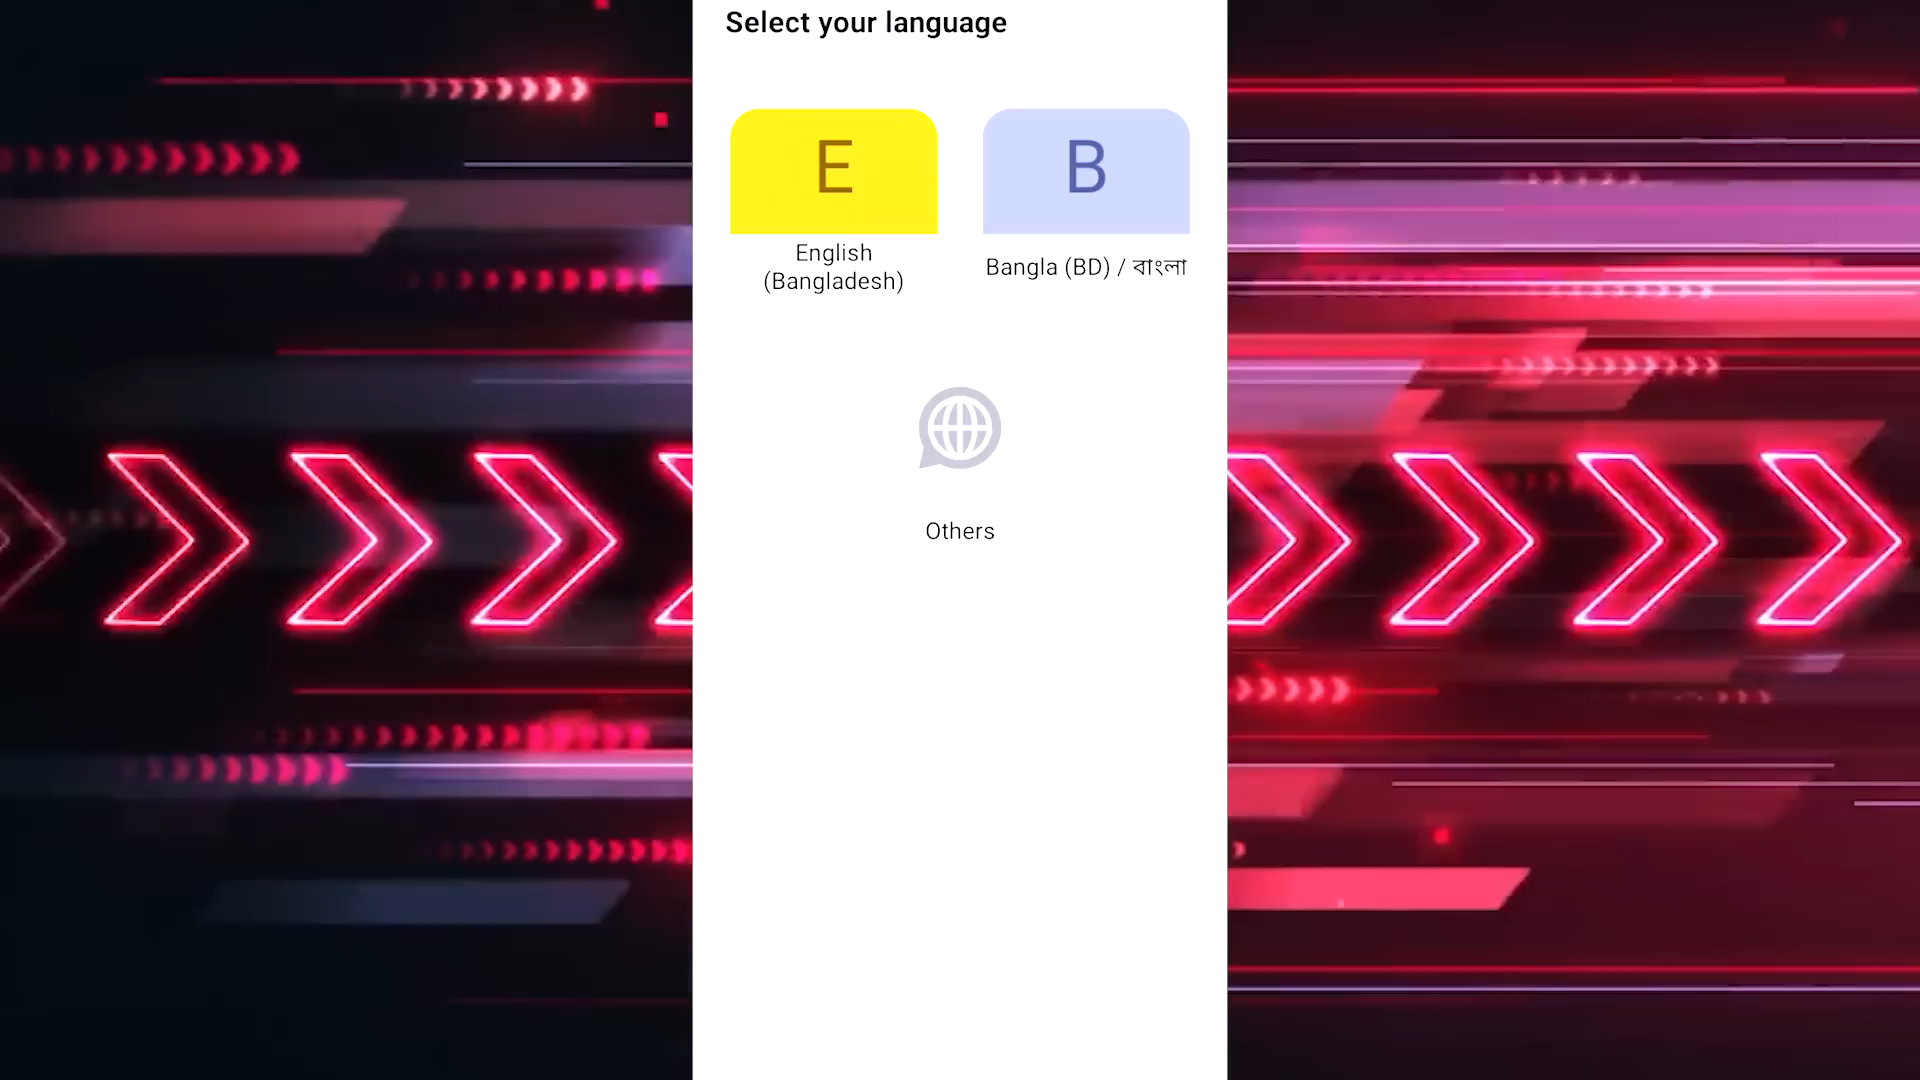 Select your language
E
B
English
(Bangladesh)
Bangla (BD) / বাংলা
Others